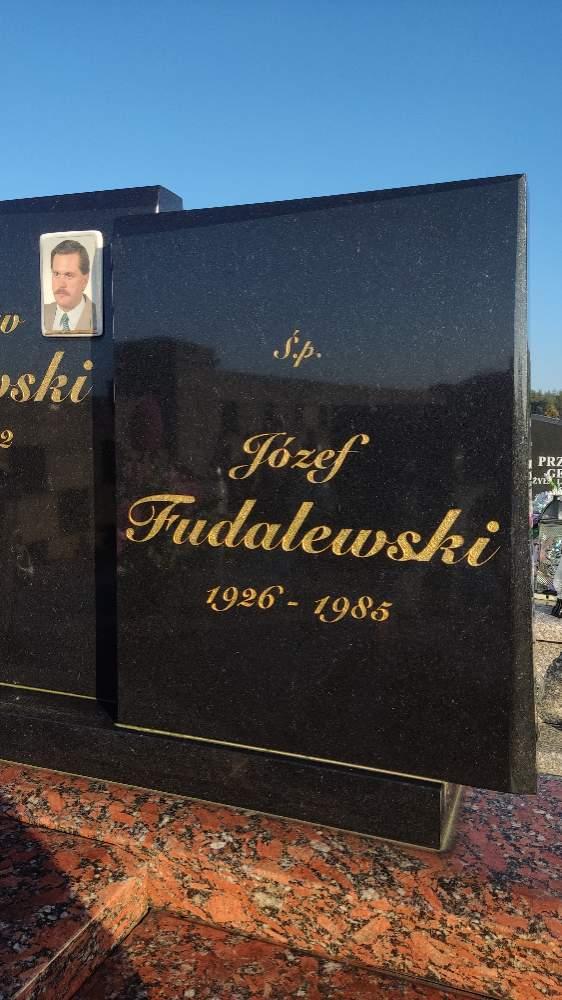 Ś.p.
Józef
Fudalewski
1926 - 1985